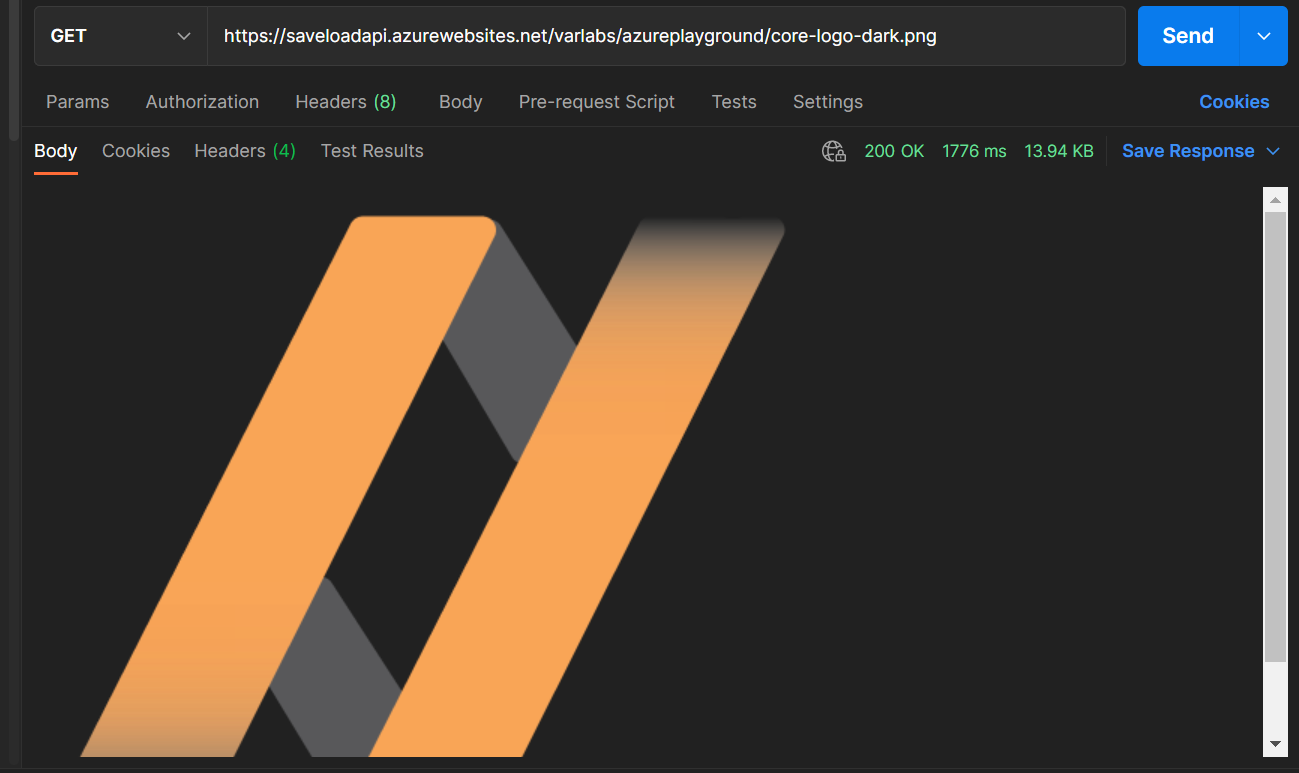 GET https://saveloadapi.azurewebsites.net/varlabs/azureplayground/core-logo-dark.png Send
Params Authorization Headers (8) Body Pre-request Script Tests Settings Cookies
Body Cookies Headers (4) Test Results 200 OK 1776 ms 13.94 KB Save Response